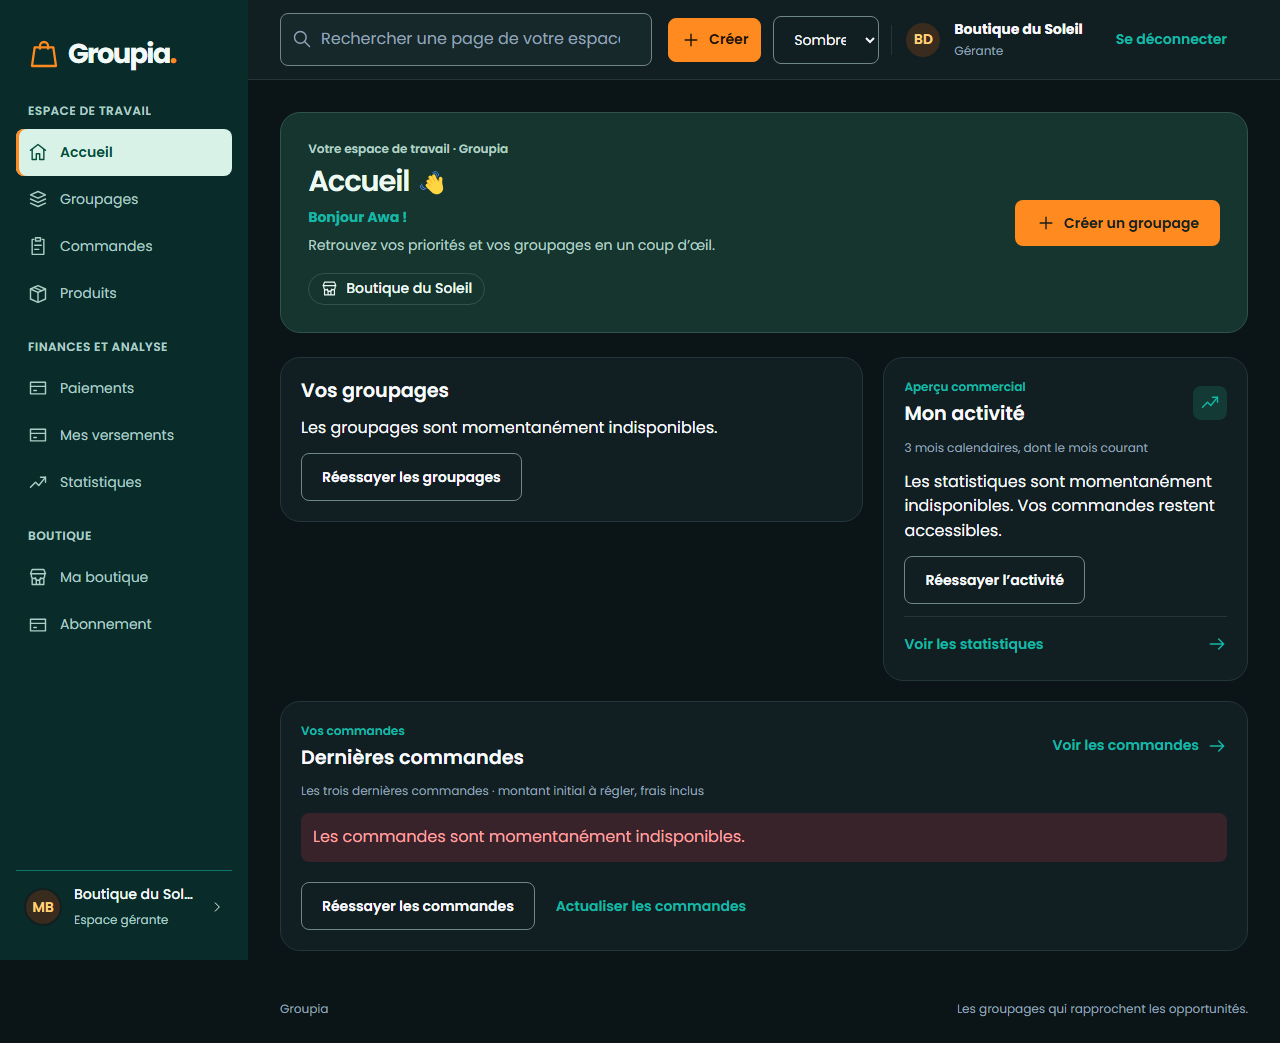 Groupia.
ESPACE DE TRAVAIL
Accueil
Groupages
Commandes
Produits
FINANCES ET ANALYSE
Paiements
Mes versements
Statistiques
BOUTIQUE
Ma boutique
Abonnement
MB
Boutique du Sol...
Espace gérante
Rechercher une page de votre espac
Créer
Sombre
BD
Boutique du Soleil
Gérante
Se déconnecter
Votre espace de travail · Groupia
Accueil 👋
Bonjour Awa !
Retrouvez vos priorités et vos groupages en un coup d’œil.
Boutique du Soleil
Créer un groupage
Vos groupages
Les groupages sont momentanément indisponibles.
Réessayer les groupages
Aperçu commercial
Mon activité
3 mois calendaires, dont le mois courant
Les statistiques sont momentanément
indisponibles. Vos commandes restent
accessibles.
Réessayer l’activité
Voir les statistiques
Vos commandes
Dernières commandes
Voir les commandes
Les trois dernières commandes · montant initial à régler, frais inclus
Les commandes sont momentanément indisponibles.
Réessayer les commandes
Actualiser les commandes
Groupia
Les groupages qui rapprochent les opportunités.